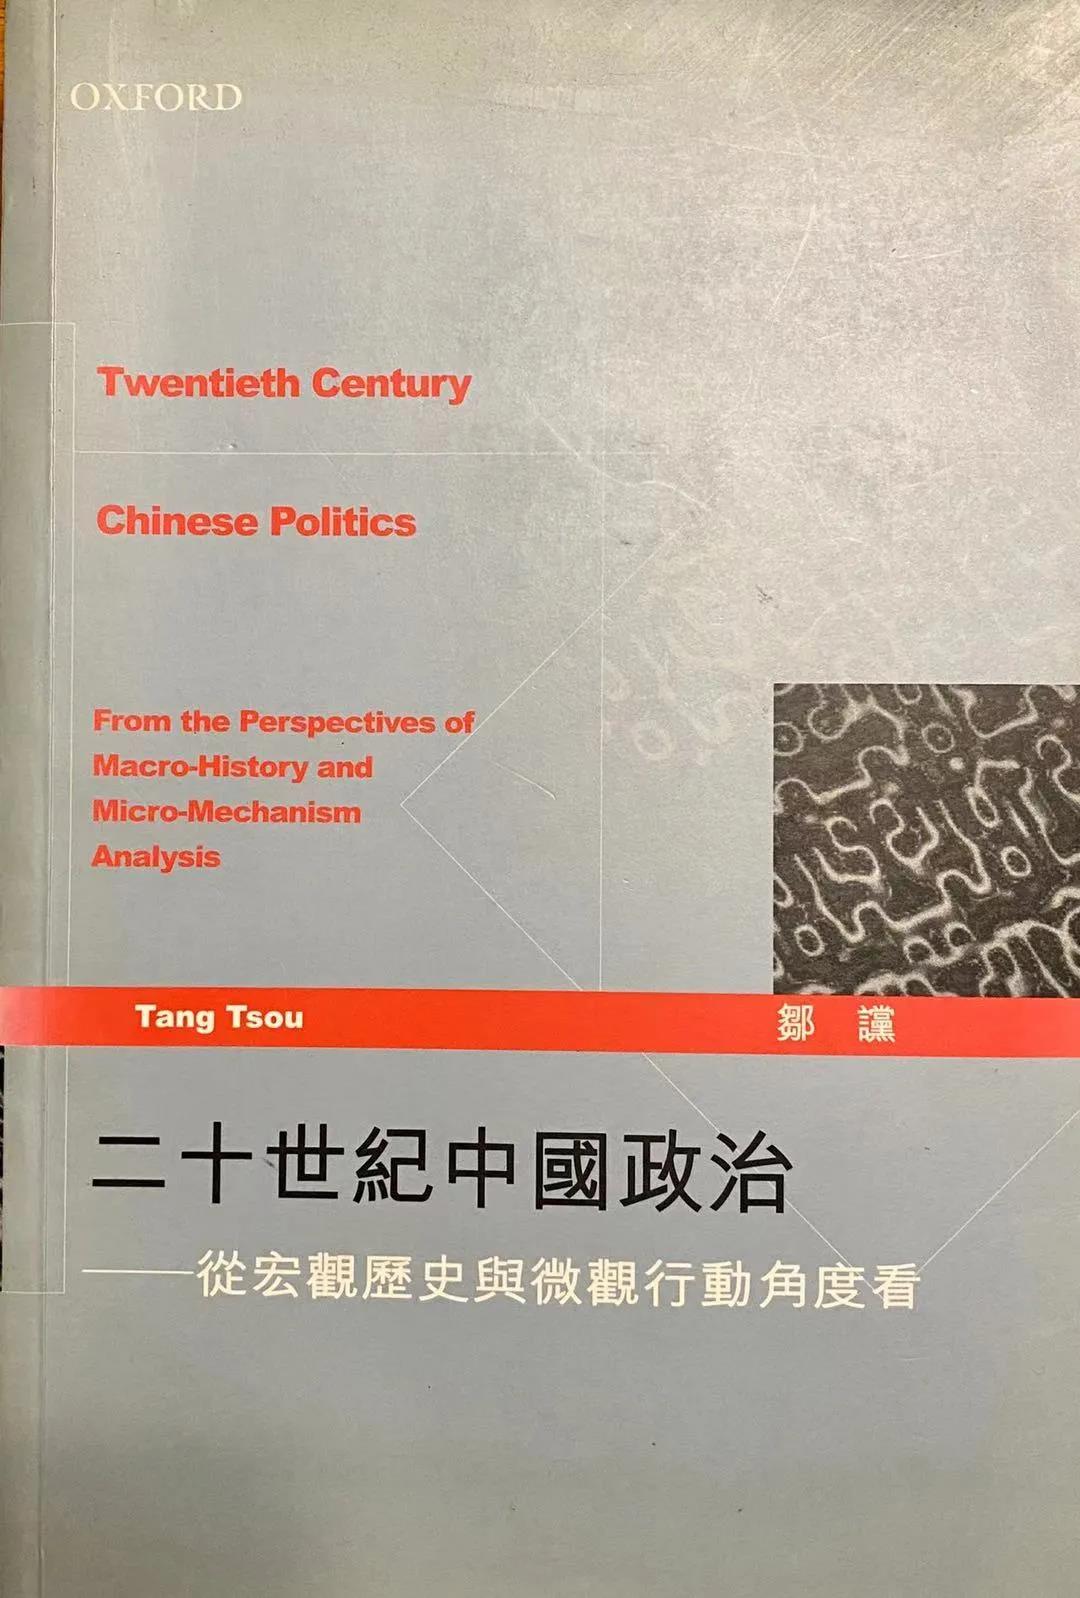 OXFORD
Twentieth Century
Chinese Politics
From the Perspectives of
Macro-History and
Micro-Mechanism
Analysis
Tang Tsou
鄒 讜
二十世紀中國政治
——從宏觀歷史與微觀行動角度看